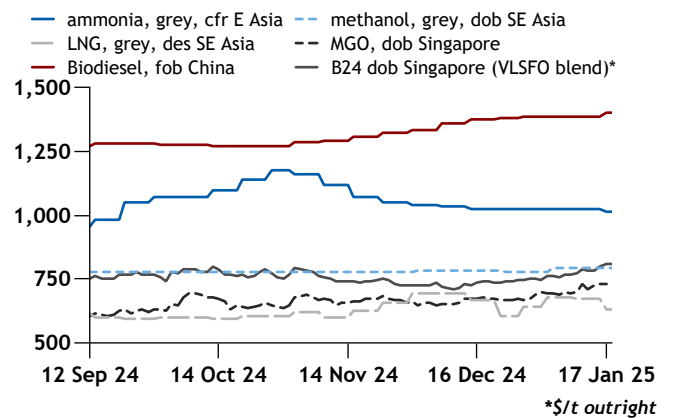 ammonia, grey, cfr E Asia
methanol, grey, dob SE Asia
LNG, grey, des SE Asia
MGO, dob Singapore
Biodiesel, fob China
B24 dob Singapore (VLSFO blend)*
1,500
1,250
1,000
750
500
12 Sep 24
14 Oct 24
14 Nov 24
16 Dec 24
17 Jan 25
*$/t outright